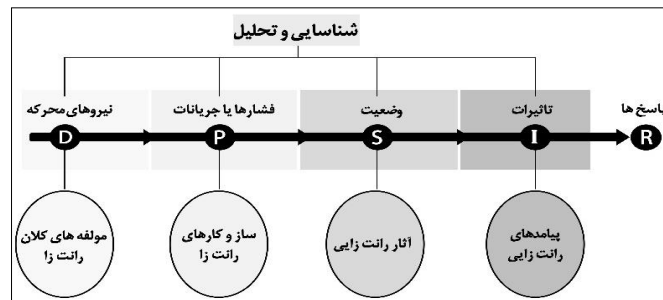 شناسایی و تحلیل
نیروهای محرکه
فشارها یا جریانات
وضعیت
تاثیرات
پاسخ ها
D
P
S
I
R
مولفه های کلان
رانت زا
ساز و کارهای
رانت زا
آثار رانت زایی
پیامدهای
رانت زایی